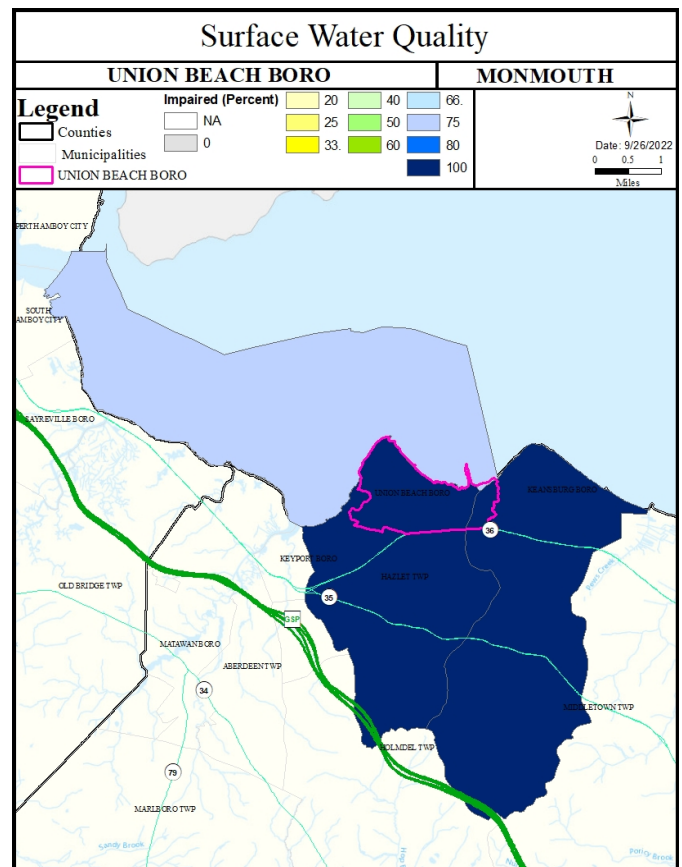 Surface Water Quality
UNION BEACH BORO
MONMOUTH
Legend
Counties
Municipalities
UNION BEACH BORO
Impaired (Percent)
NA
0
20
25
33.
40
50
60
66.
75
80
100
N
Date: 9/26/2022
0 0.5 1
Miles
PERTH AMBOY CITY
SOUTH
AMBOY CITY
SAYREVILLE BORO
UNION BEACH BORO
KEANSBURG BORO
36
KEYPORT BORO
HAZLET TWP
OLD BRIDGE TWP
35
GSP
MATAWAN BORO
ABERDEEN TWP
34
MIDDLETOWN TWP
HOLMDEL TWP
79
MARLBORO TWP
Sandy Brook